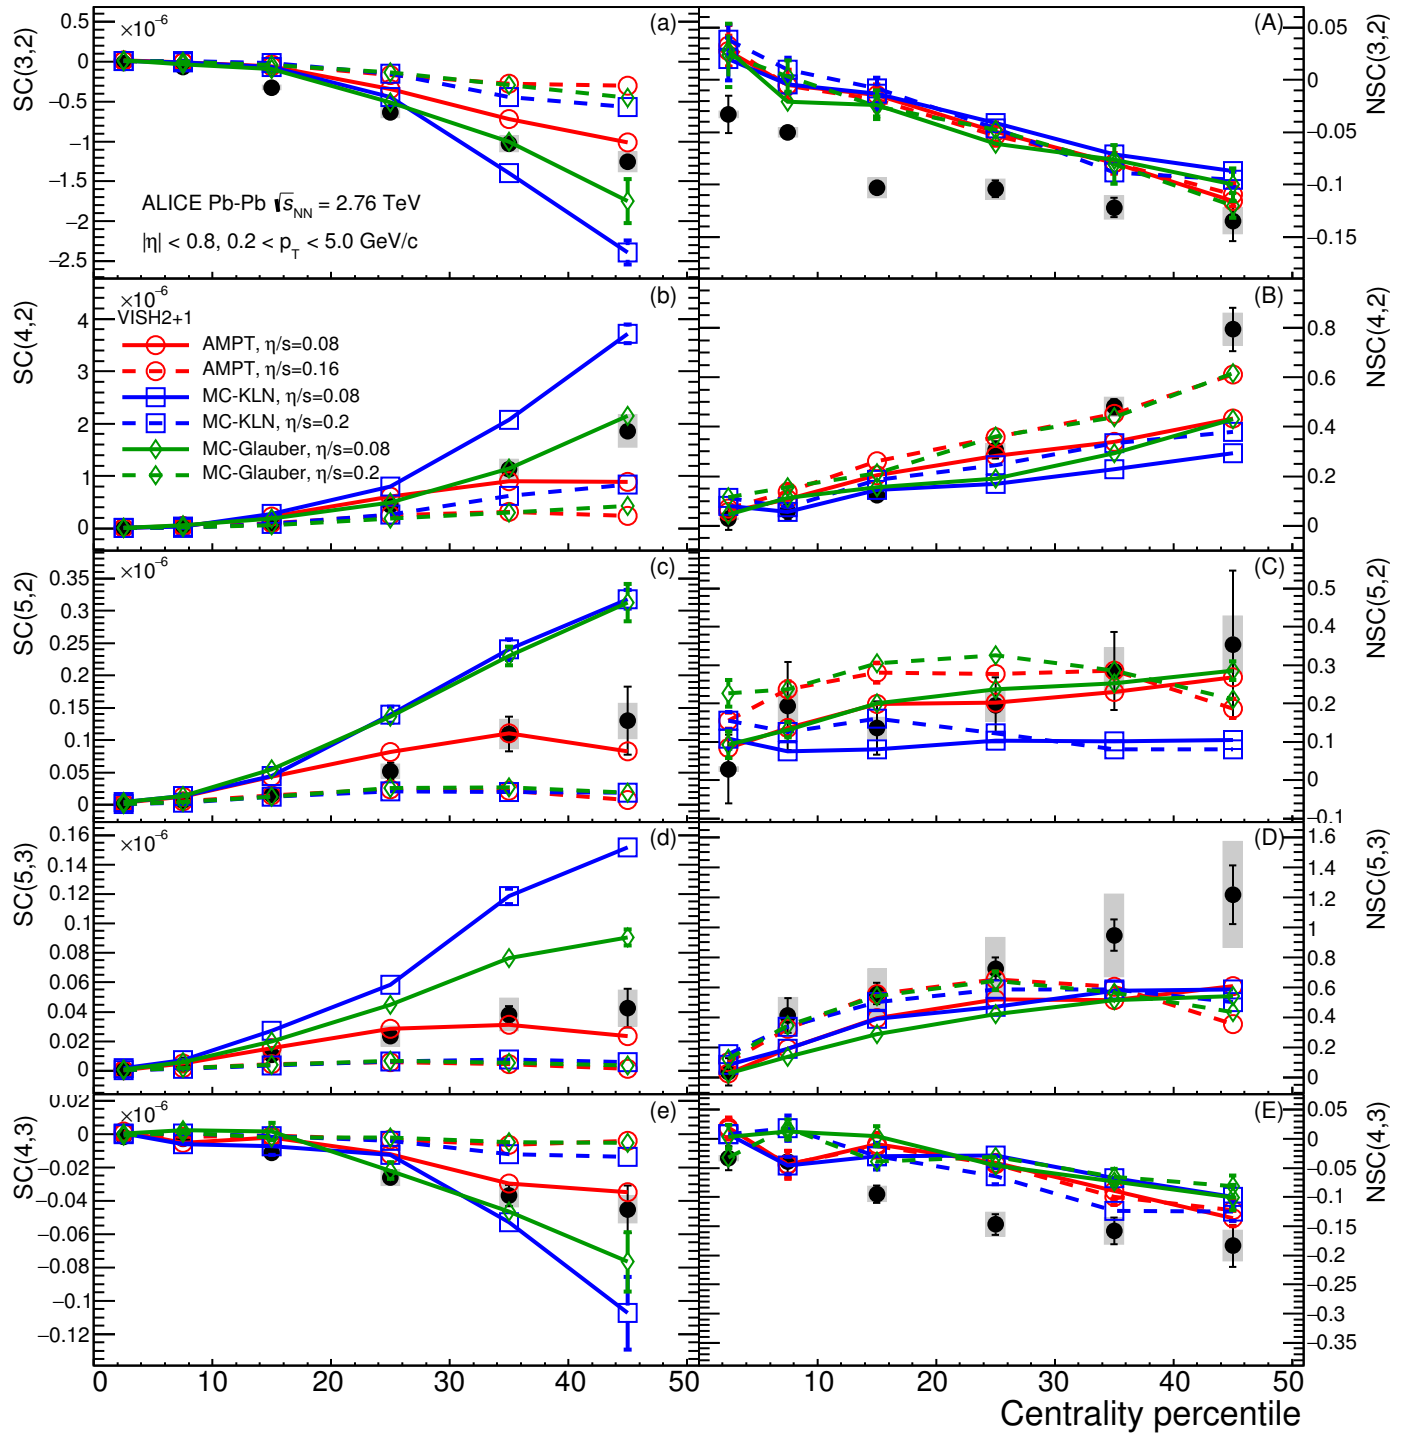 SC(3,2)
×10⁻⁶
(a)
0.5
0
−0.5
−1
−1.5
−2
−2.5
ALICE Pb-Pb √s_NN = 2.76 TeV
|η| < 0.8, 0.2 < p_T < 5.0 GeV/c
(A)
NSC(3,2)
0.05
0
−0.05
−0.1
−0.15
SC(4,2)
×10⁻⁶
(b)
4
3
2
1
0
VISH2+1
AMPT, η/s=0.08
AMPT, η/s=0.16
MC-KLN, η/s=0.08
MC-KLN, η/s=0.2
MC-Glauber, η/s=0.08
MC-Glauber, η/s=0.2
(B)
NSC(4,2)
0.8
0.6
0.4
0.2
0
SC(5,2)
×10⁻⁶
(c)
0.35
0.3
0.25
0.2
0.15
0.1
0.05
0
(C)
NSC(5,2)
0.5
0.4
0.3
0.2
0.1
0
−0.1
SC(5,3)
×10⁻⁶
(d)
0.16
0.14
0.12
0.1
0.08
0.06
0.04
0.02
0
(D)
NSC(5,3)
1.6
1.4
1.2
1
0.8
0.6
0.4
0.2
0
SC(4,3)
×10⁻⁶
(e)
0.02
0
−0.02
−0.04
−0.06
−0.08
−0.1
−0.12
(E)
NSC(4,3)
0.05
0
−0.05
−0.1
−0.15
−0.2
−0.25
−0.3
−0.35
0 10 20 30 40 50 10 20 30 40 50
Centrality percentile